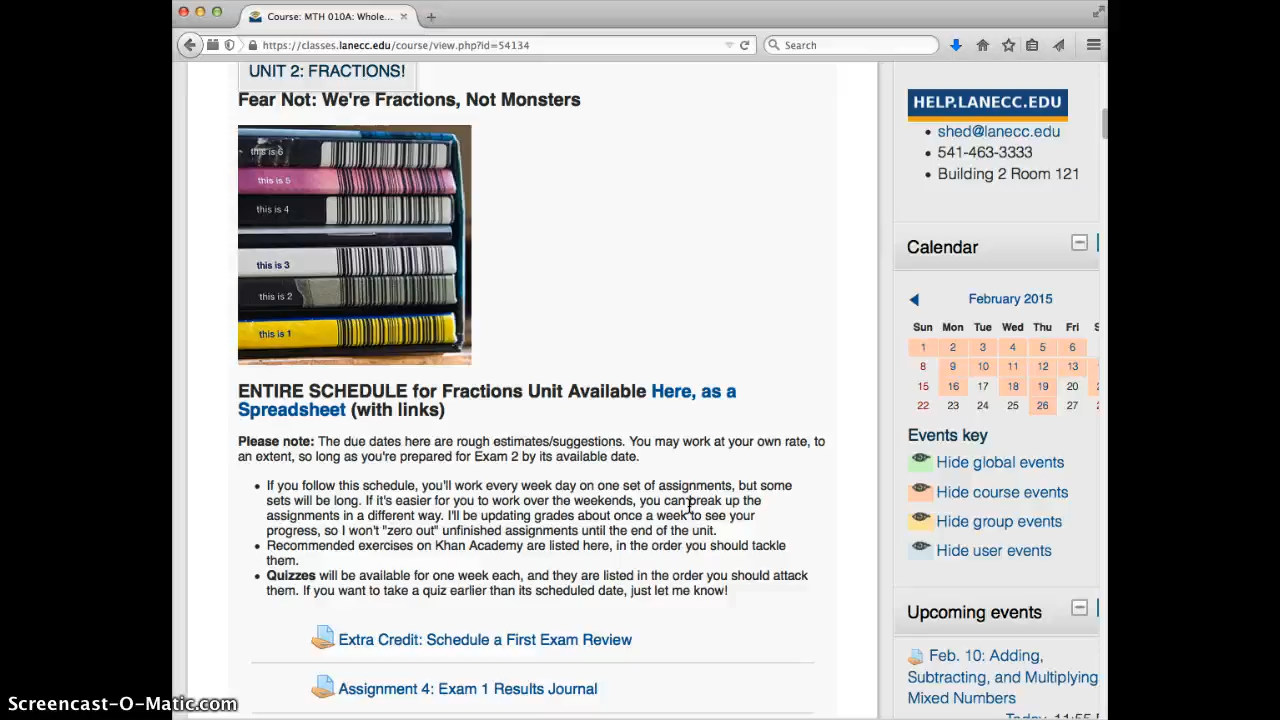 Course: MTH 010A: Whole...
https://classes.lanecc.edu/course/view.php?id=54134
Search
UNIT 2: FRACTIONS!
Fear Not: We're Fractions, Not Monsters
this is 6
this is 5
this is 4
this is 3
this is 2
this is 1
ENTIRE SCHEDULE for Fractions Unit Available Here, as a
Spreadsheet (with links)
Please note: The due dates here are rough estimates/suggestions. You may work at your own rate, to
an extent, so long as you're prepared for Exam 2 by its available date.
If you follow this schedule, you'll work every week day on one set of assignments, but some
sets will be long. If it's easier for you to work over the weekends, you can break up the
assignments in a different way. I'll be updating grades about once a week to see your
progress, so I won't "zero out" unfinished assignments until the end of the unit.
Recommended exercises on Khan Academy are listed here, in the order you should tackle
them.
Quizzes will be available for one week each, and they are listed in the order you should attack
them. If you want to take a quiz earlier than its scheduled date, just let me know!
Extra Credit: Schedule a First Exam Review
Assignment 4: Exam 1 Results Journal
HELP.LANECC.EDU
shed@lanecc.edu
541-463-3333
Building 2 Room 121
Calendar
February 2015
Sun Mon Tue Wed Thu Fri S
1 2 3 4 5 6
8 9 10 11 12 13
15 16 17 18 19 20
22 23 24 25 26 27
Events key
Hide global events
Hide course events
Hide group events
Hide user events
Upcoming events
Feb. 10: Adding,
Subtracting, and Multiplying
Mixed Numbers
Today, 11:55
Screencast-O-Matic.com